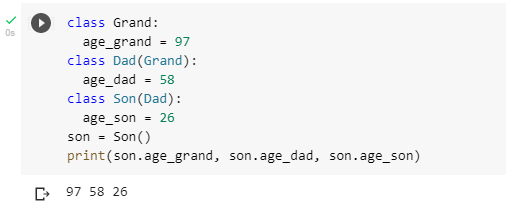 class Grand:
  age_grand = 97
class Dad(Grand):
  age_dad = 58
class Son(Dad):
  age_son = 26
son = Son()
print(son.age_grand, son.age_dad, son.age_son)
0s
97 58 26